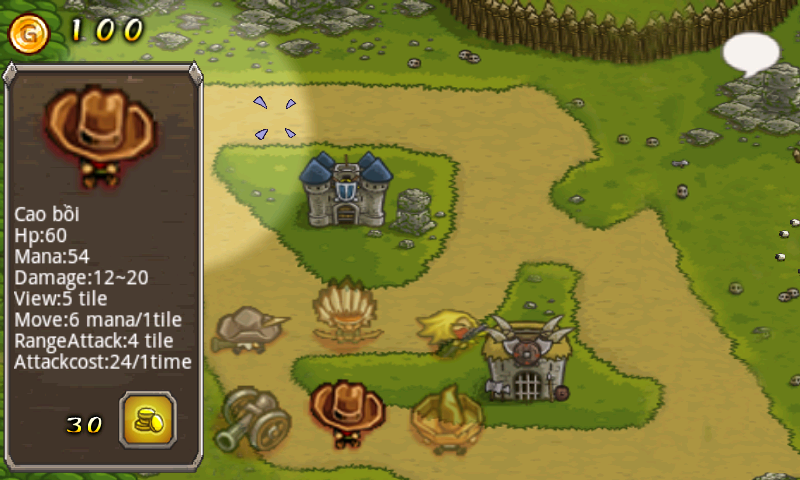 G 100
Cao bồi
Hp:60
Mana:54
Damage:12~20
View:5 tile
Move:6 mana/1tile
RangeAttack:4 tile
Attackcost:24/1time
30